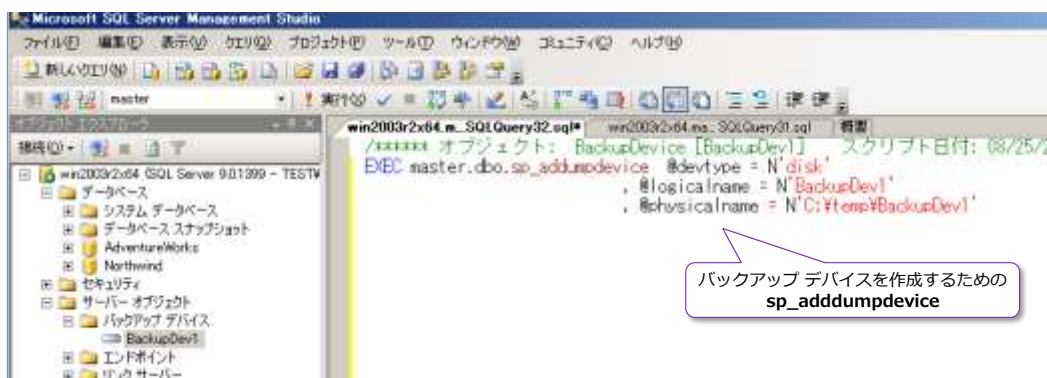 Microsoft SQL Server Management Studio
ファイル(F) 編集(E) 表示(V) クエリ(Q) プロジェクト(P) ツール(T) ウィンドウ(W) コミュニティ(C) ヘルプ(H)
新しいクエリ(N)
master 実行(X)
オブジェクト エクスプローラ
win2003r2x64.m...SQLQuery32.sql* win2003r2x64.ma...SQLQuery31.sql 概要
接続(O)
/****** オブジェクト: BackupDevice [BackupDev1] スクリプト日付: 08/25/2
EXEC master.dbo.sp_addumpdevice @devtype = N'disk'
, @logicalname = N'BackupDev1'
, @physicalname = N'C:¥temp¥BackupDev1'
win2003r2x64 (SQL Server 9.0.1399 - TEST¥
データベース
システム データベース
データベース スナップショット
AdventureWorks
Northwind
セキュリティ
サーバー オブジェクト
バックアップ デバイス
BackupDev1
エンドポイント
リンク サーバー
バックアップ デバイスを作成するための
sp_adddumpdevice